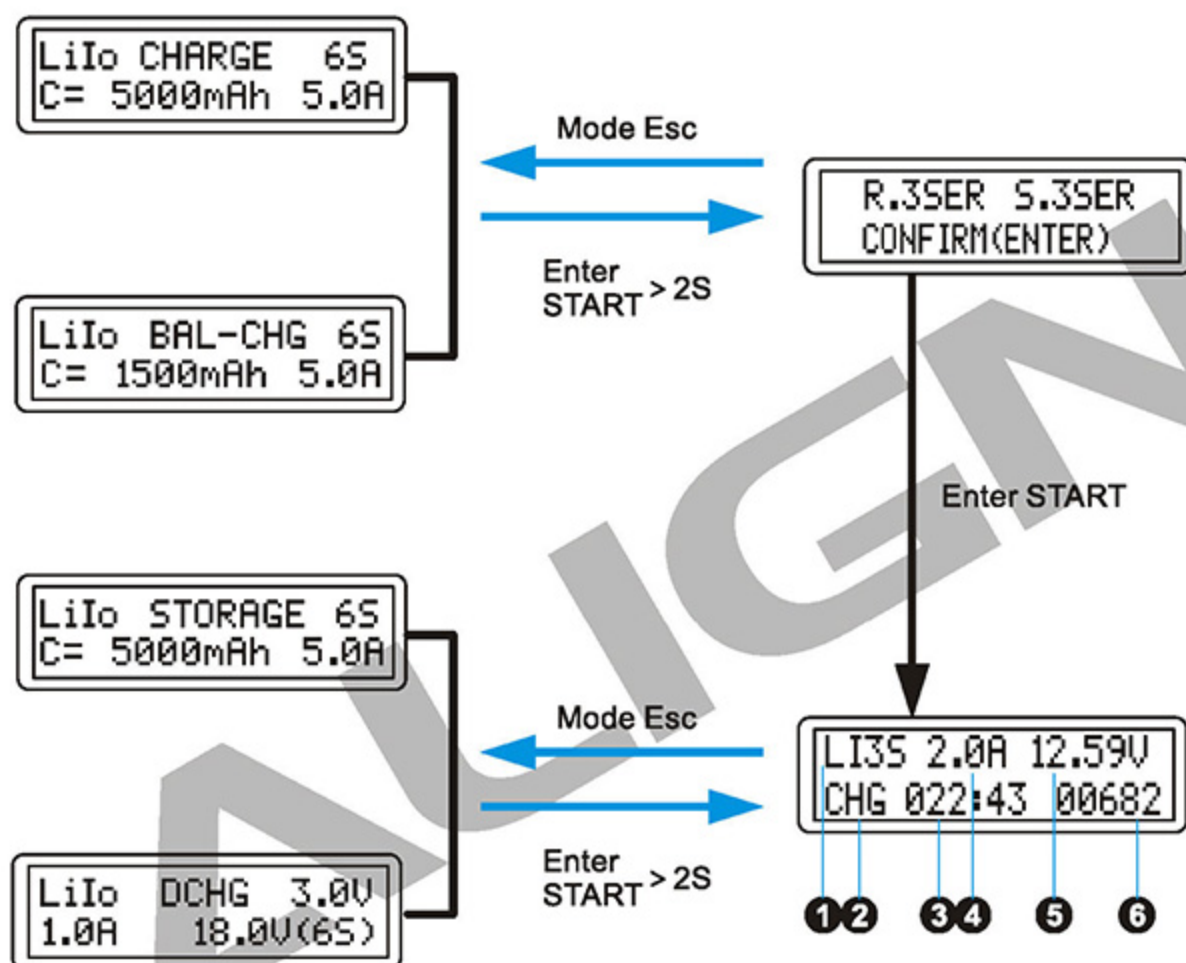 LiIo CHARGE 6S
C= 5000mAh 5.0A
Mode Esc
R.3SER S.3SER
CONFIRM(ENTER)
Enter
START > 2S
LiIo BAL-CHG 6S
C= 1500mAh 5.0A
Enter START
LiIo STORAGE 6S
C= 5000mAh 5.0A
Mode Esc
LI3S 2.0A 12.59V
CHG 022:43 00682
Enter
START > 2S
LiIo DCHG 3.0V
1.0A 18.0V(6S)
1 2 3 4 5 6
ALIGN